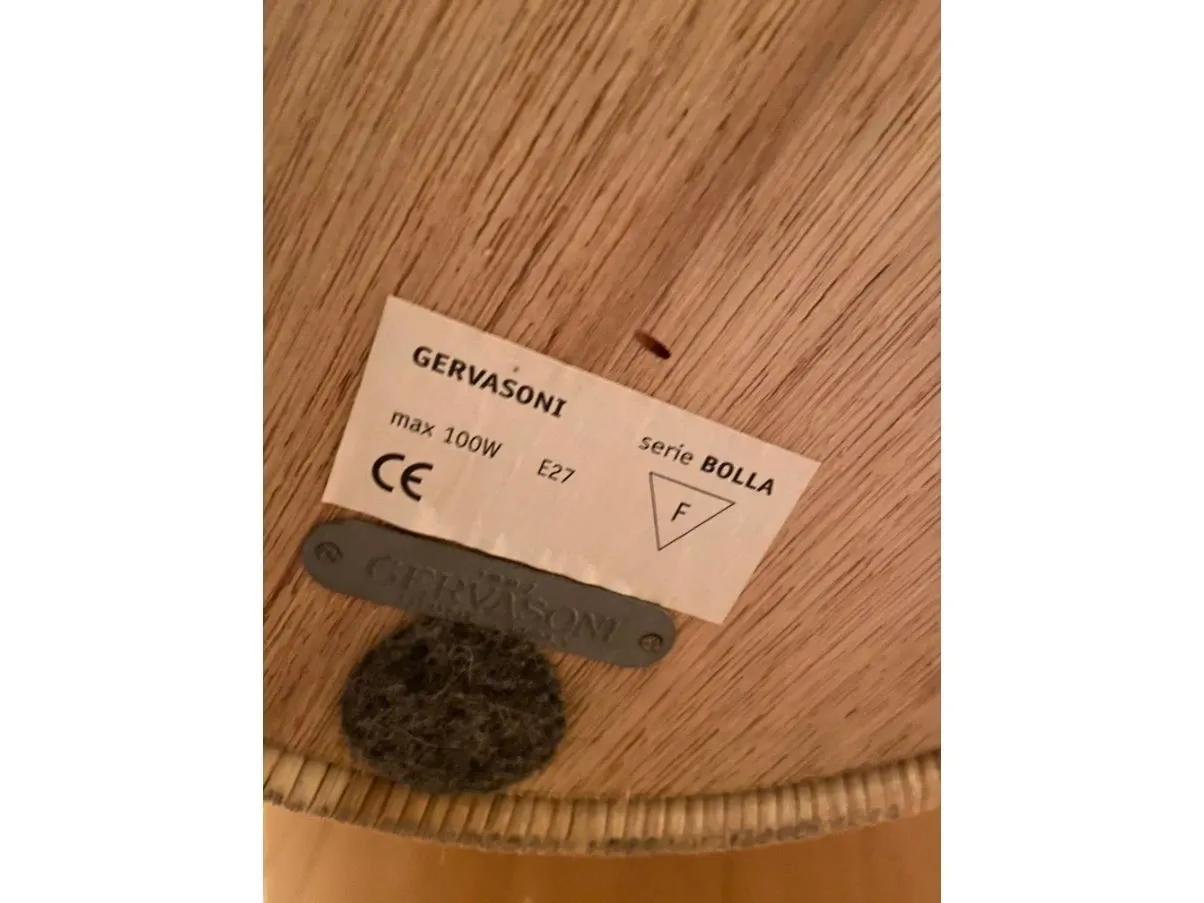 GERVASONI
max 100W E27 serie BOLLA
CE F
GERVASONI